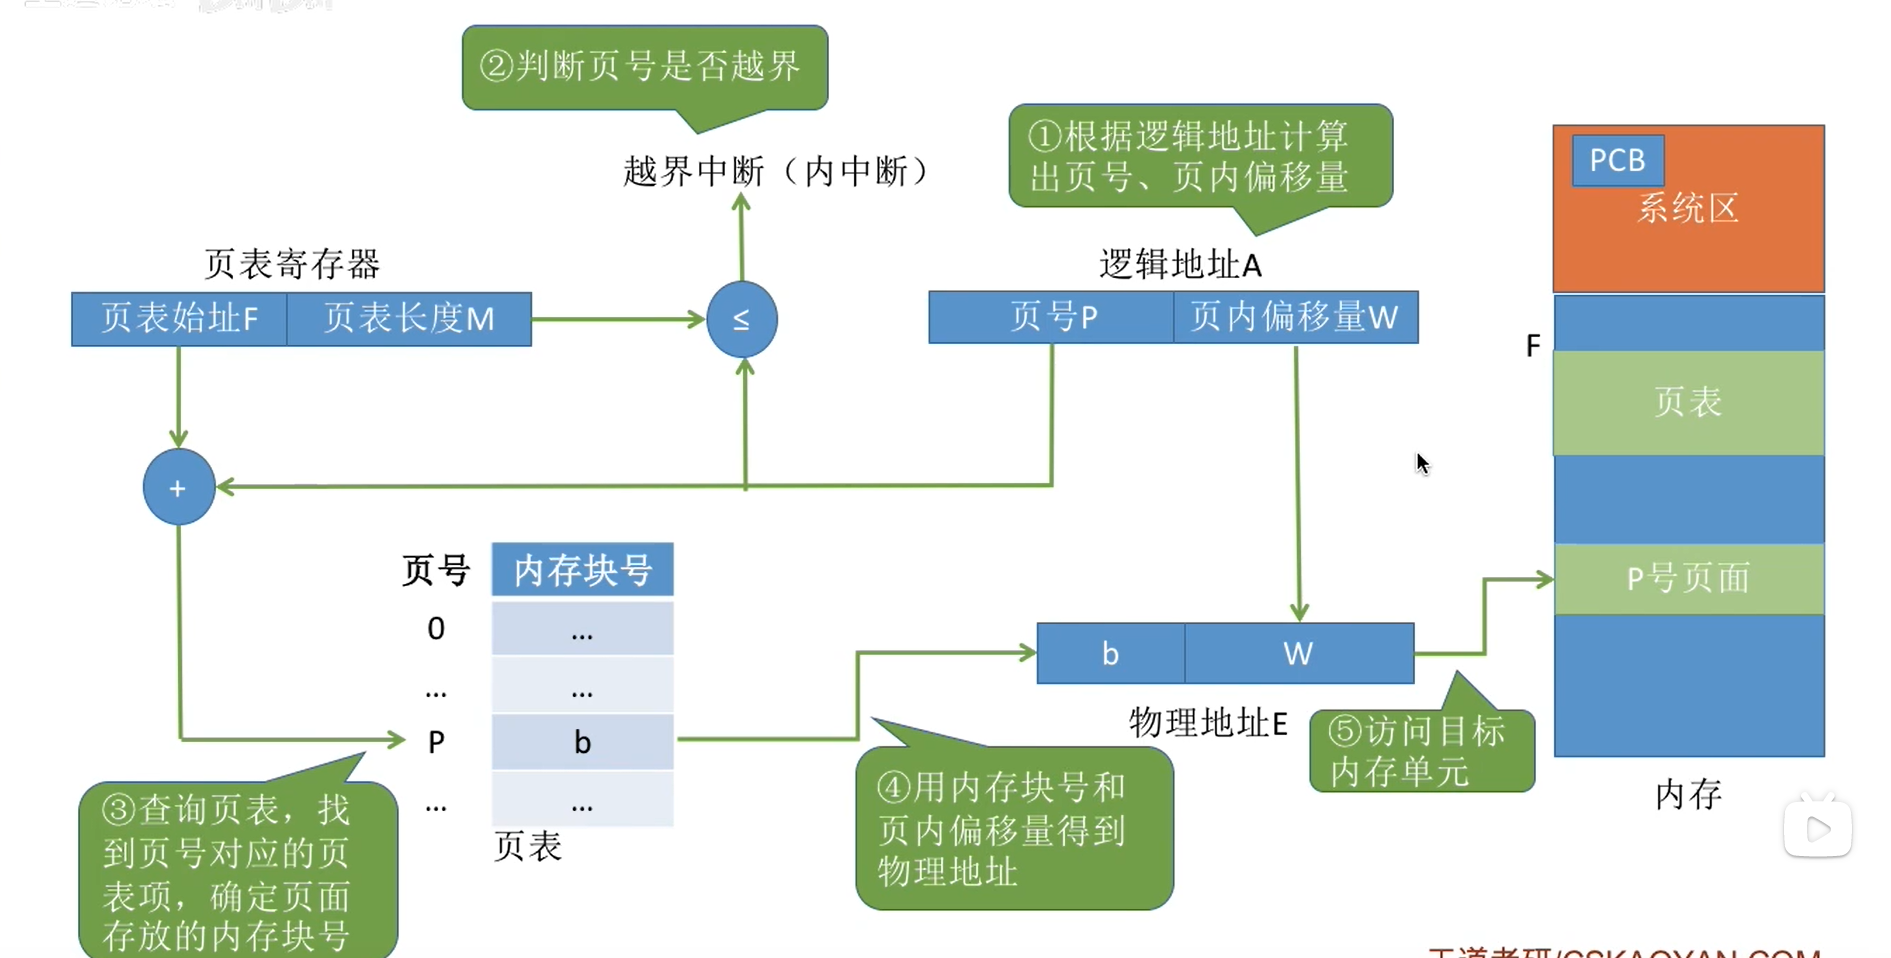 ②判断页号是否越界
①根据逻辑地址计算
出页号、页内偏移量
越界中断（内中断）
PCB
系统区
页表寄存器
逻辑地址A
页表始址F
页表长度M
≤
页号P
页内偏移量W
F
页表
+
页号
内存块号
P号页面
0
...
...
...
b
W
P
b
物理地址E
⑤访问目标
内存单元
...
...
④用内存块号和
页内偏移量得到
物理地址
内存
③查询页表，找
到页号对应的页
表项，确定页面
存放的内存块号
页表
王道考研/CSKAOYAN.COM